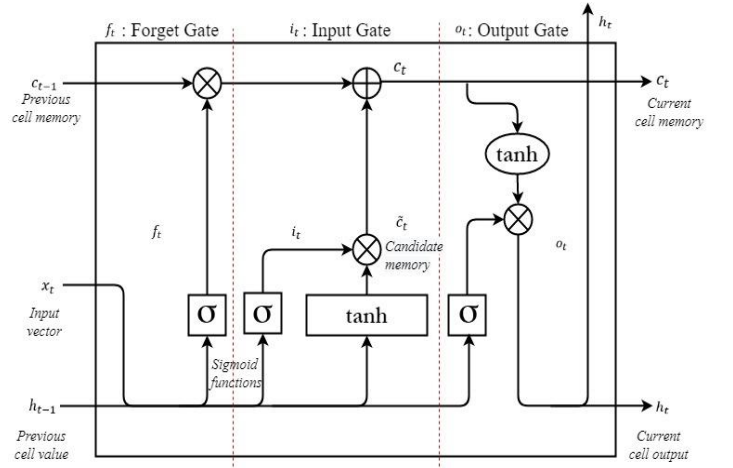 f_t : Forget Gate
i_t : Input Gate
o_t: Output Gate
h_t
c_{t-1}
Previous
cell memory
c_t
c_t
Current
cell memory
tanh
f_t
i_t
c̃_t
Candidate
memory
o_t
x_t
Input
vector
σ
σ
tanh
σ
Sigmoid
functions
h_{t-1}
Previous
cell value
h_t
Current
cell output